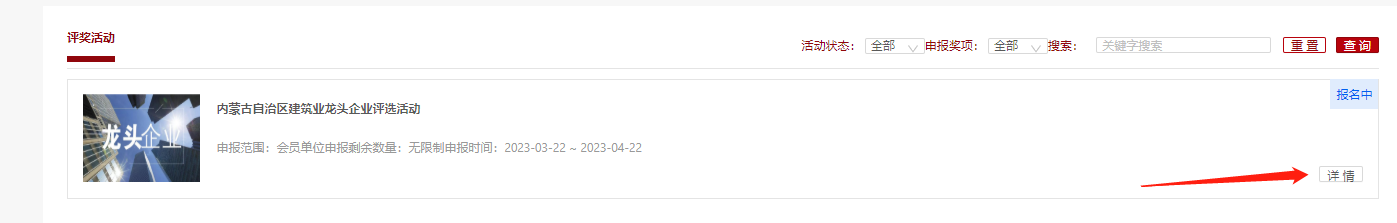 评奖活动
活动状态： 全部 申报奖项： 全部 搜索： 关键字搜索 重 置 查 询
报名中
内蒙古自治区建筑业龙头企业评选活动
龙头企业
申报范围：会员单位申报剩余数量：无限制申报时间：2023-03-22 ~ 2023-04-22
详 情